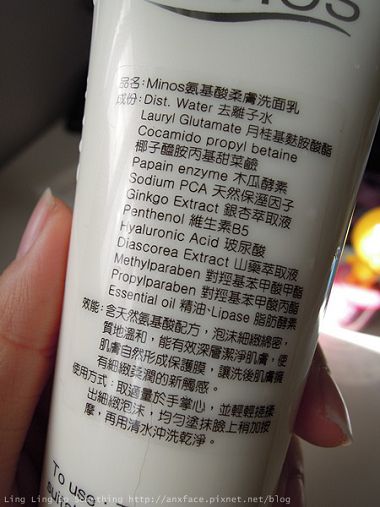 品名:Minos氨基酸柔膚洗面乳
成份:Dist. Water 去離子水
Lauryl Glutamate 月桂基麩胺酸酯
Cocamido propyl betaine
椰子醯胺丙基甜菜鹼
Papain enzyme 木瓜酵素
Sodium PCA 天然保溼因子
Ginkgo Extract 銀杏萃取液
Penthenol 維生素B5
Hyaluronic Acid 玻尿酸
Diascorea Extract 山藥萃取液
Methylparaben 對羥基苯甲酸甲酯
Propylparaben 對羥基苯甲酸丙酯
Essential oil 精油-Lipase 脂肪酵素
效能:含天然氨基酸配方，泡沫細緻綿密，
質地溫和，能有效深層潔淨肌膚，使
肌膚自然形成保護膜，讓洗後肌膚擁
有細緻美潤的新觸感。
使用方式:取適量於手掌心，並輕輕搓揉
出細緻泡沫，均勻塗抹臉上稍加按
摩，再用清水沖洗乾淨。
To use :
Ling Ling Bo Something http://anxface.pixnet.net/blog